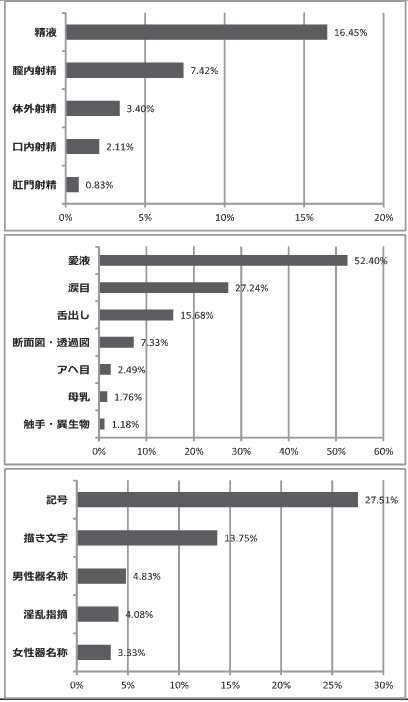 精液 16.45%
膣内射精 7.42%
体外射精 3.40%
口内射精 2.11%
肛門射精 0.83%
0% 5% 10% 15% 20%
愛液 52.40%
涙目 27.24%
舌出し 15.68%
断面図・透過図 7.33%
アヘ目 2.49%
母乳 1.76%
触手・異生物 1.18%
0% 10% 20% 30% 40% 50% 60%
記号 27.51%
描き文字 13.75%
男性器名称 4.83%
淫乱指摘 4.08%
女性器名称 3.33%
0% 5% 10% 15% 20% 25% 30%